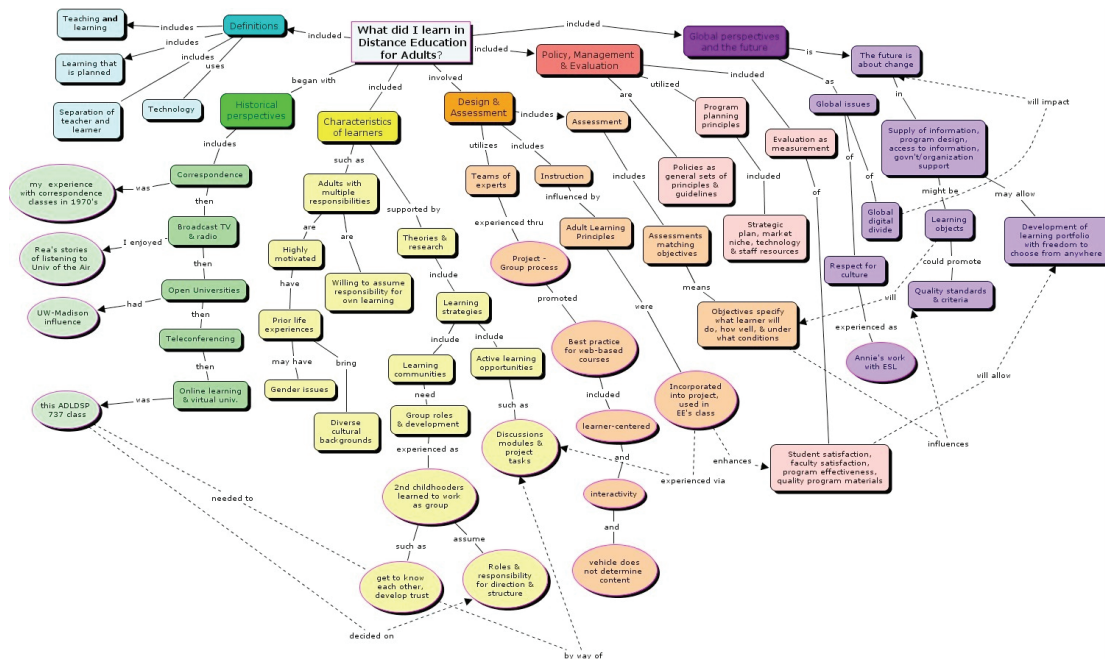 What did I learn in
Distance Education
for Adults?
included
Definitions
includes
Teaching and
learning
includes
Learning that
is planned
includes
Separation of
teacher and
learner
uses
Technology
began with
Historical
perspectives
includes
Correspondence
was
my experience
with correspondence
classes in 1970's
then
Broadcast TV
& radio
I enjoyed
Rea's stories
of listening to
Univ of the Air
then
Open Universities
had
UW-Madison
influence
then
Teleconferencing
then
Online learning
& virtual univ.
was
this ADLDSP
737 class
needed to
decided on
included
Characteristics
of learners
such as
Adults with
multiple
responsibilities
are
Highly
motivated
have
Prior life
experiences
may have
Gender issues
bring
Diverse
cultural
backgrounds
are
Willing to assume
responsibility for
own learning
supported by
Theories &
research
include
Learning
strategies
include
Learning
communities
need
Group roles
& development
experienced as
2nd childhooders
learned to work
as group
such as
get to know
each other,
develop trust
by way of
assume
Roles &
responsibility
for direction &
structure
include
Active learning
opportunities
such as
Discussions
modules &
project
tasks
involved
Design &
Assessment
utilizes
Teams of
experts
experienced thru
Project -
Group process
promoted
Best practice
for web-based
courses
included
learner-centered
and
interactivity
and
vehicle does
not determine
content
includes
Instruction
influenced by
Adult Learning
Principles
were
Incorporated
into project,
used in
EE's class
experienced via
enhances
includes
Assessment
includes
Assessments
matching
objectives
means
Objectives specify
what learner will
do, how well, & under
what conditions
influences
included
Policy, Management
& Evaluation
are
Policies as
general sets of
principles &
guidelines
utilized
Program
planning
principles
included
Strategic
plan, market
niche, technology
& staff resources
included
Evaluation as
measurement
of
Student satisfaction,
faculty satisfaction,
program effectiveness,
quality program materials
will allow
included
Global perspectives
and the future
as
Global issues
of
Respect for
culture
experienced as
Annie's work
with ESL
of
Global
digital
divide
will impact
is
The future is
about change
in
Supply of information,
program design,
access to information,
govn't/organization
support
might be
Learning
objects
will
could promote
Quality standards
& criteria
may allow
Development of
learning portfolio
with freedom to
choose from anywhere